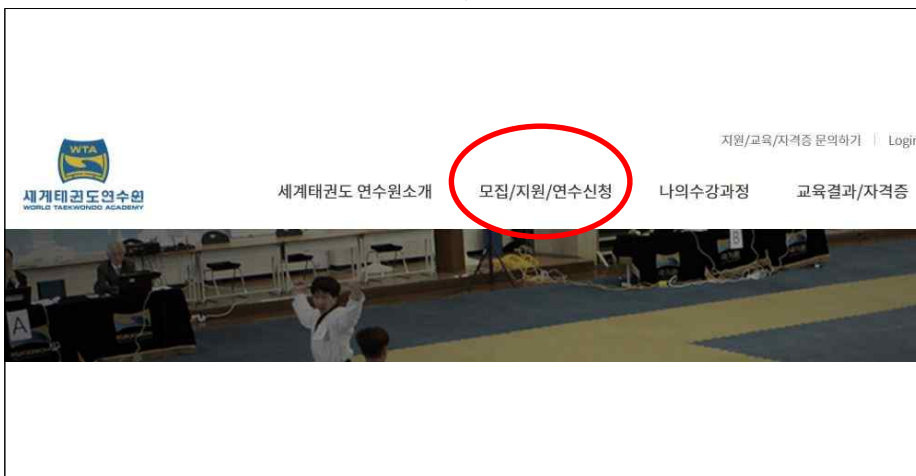 지원/교육/자격증 문의하기 | Login
WTA
세계태권도연수원
WORLD TAEKWONDO ACADEMY
세계태권도 연수원소개 모집/지원/연수신청 나의수강과정 교육결과/자격증
A
B